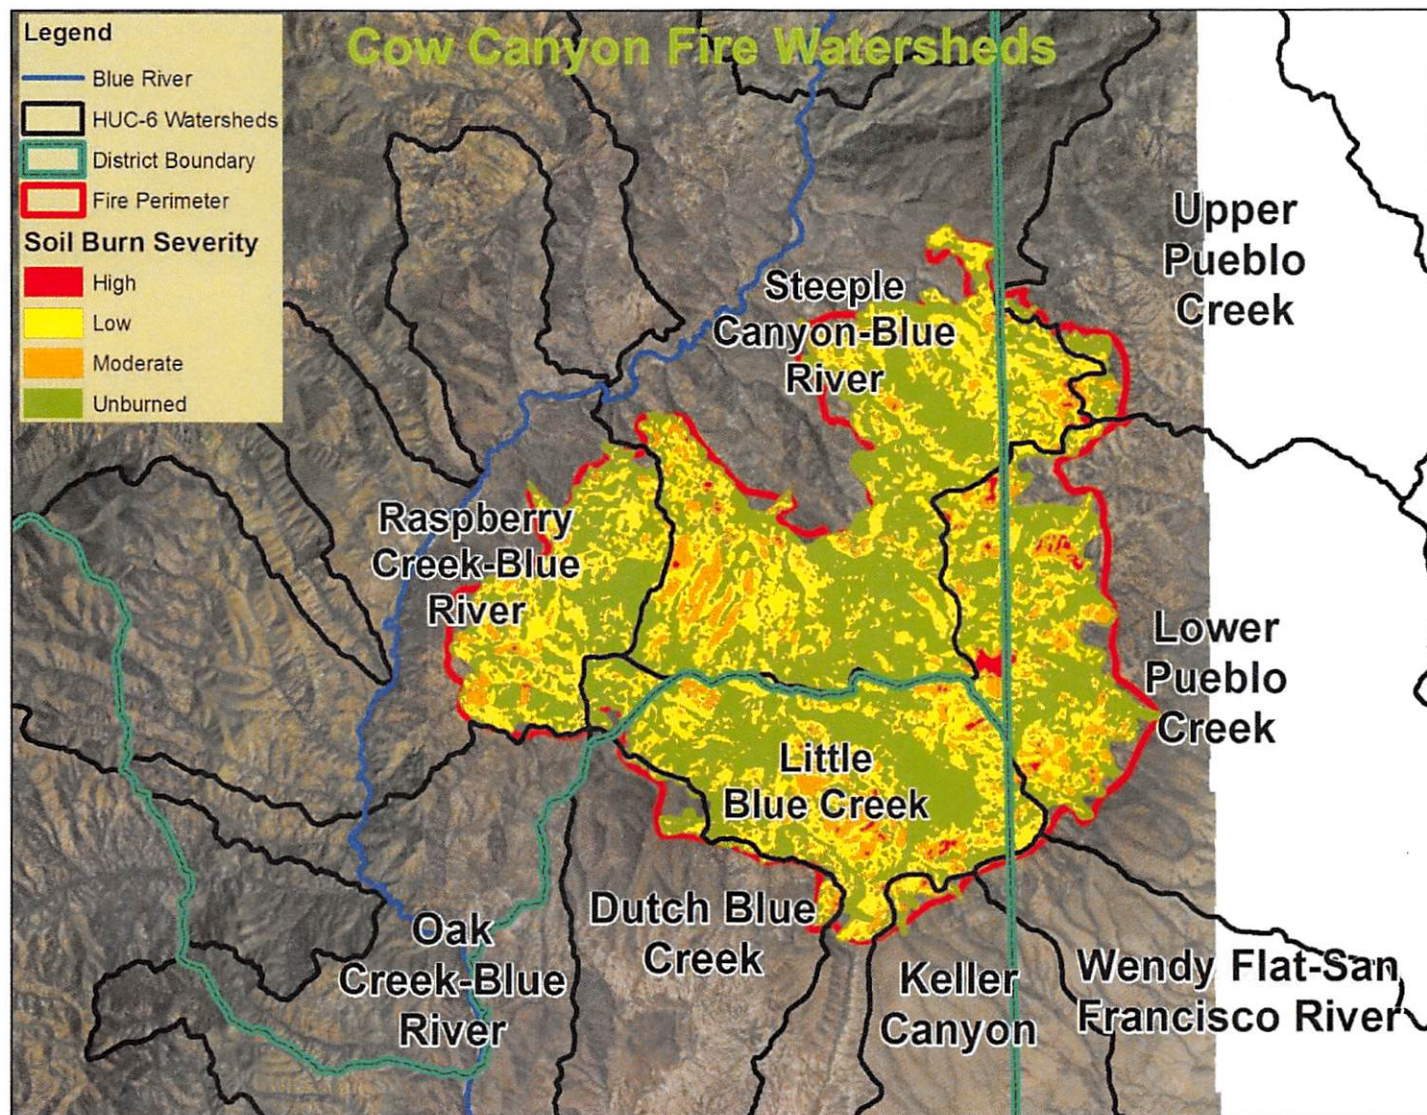 Legend
Blue River
HUC-6 Watersheds
District Boundary
Fire Perimeter
Soil Burn Severity
High
Low
Moderate
Unburned
Cow Canyon Fire Watersheds
Upper
Pueblo
Creek
Steeple
Canyon-Blue
River
Raspberry
Creek-Blue
River
Lower
Pueblo
Creek
Little
Blue Creek
Dutch Blue
Creek
Oak
Creek-Blue
River
Keller
Canyon
Wendy Flat-San
Francisco River